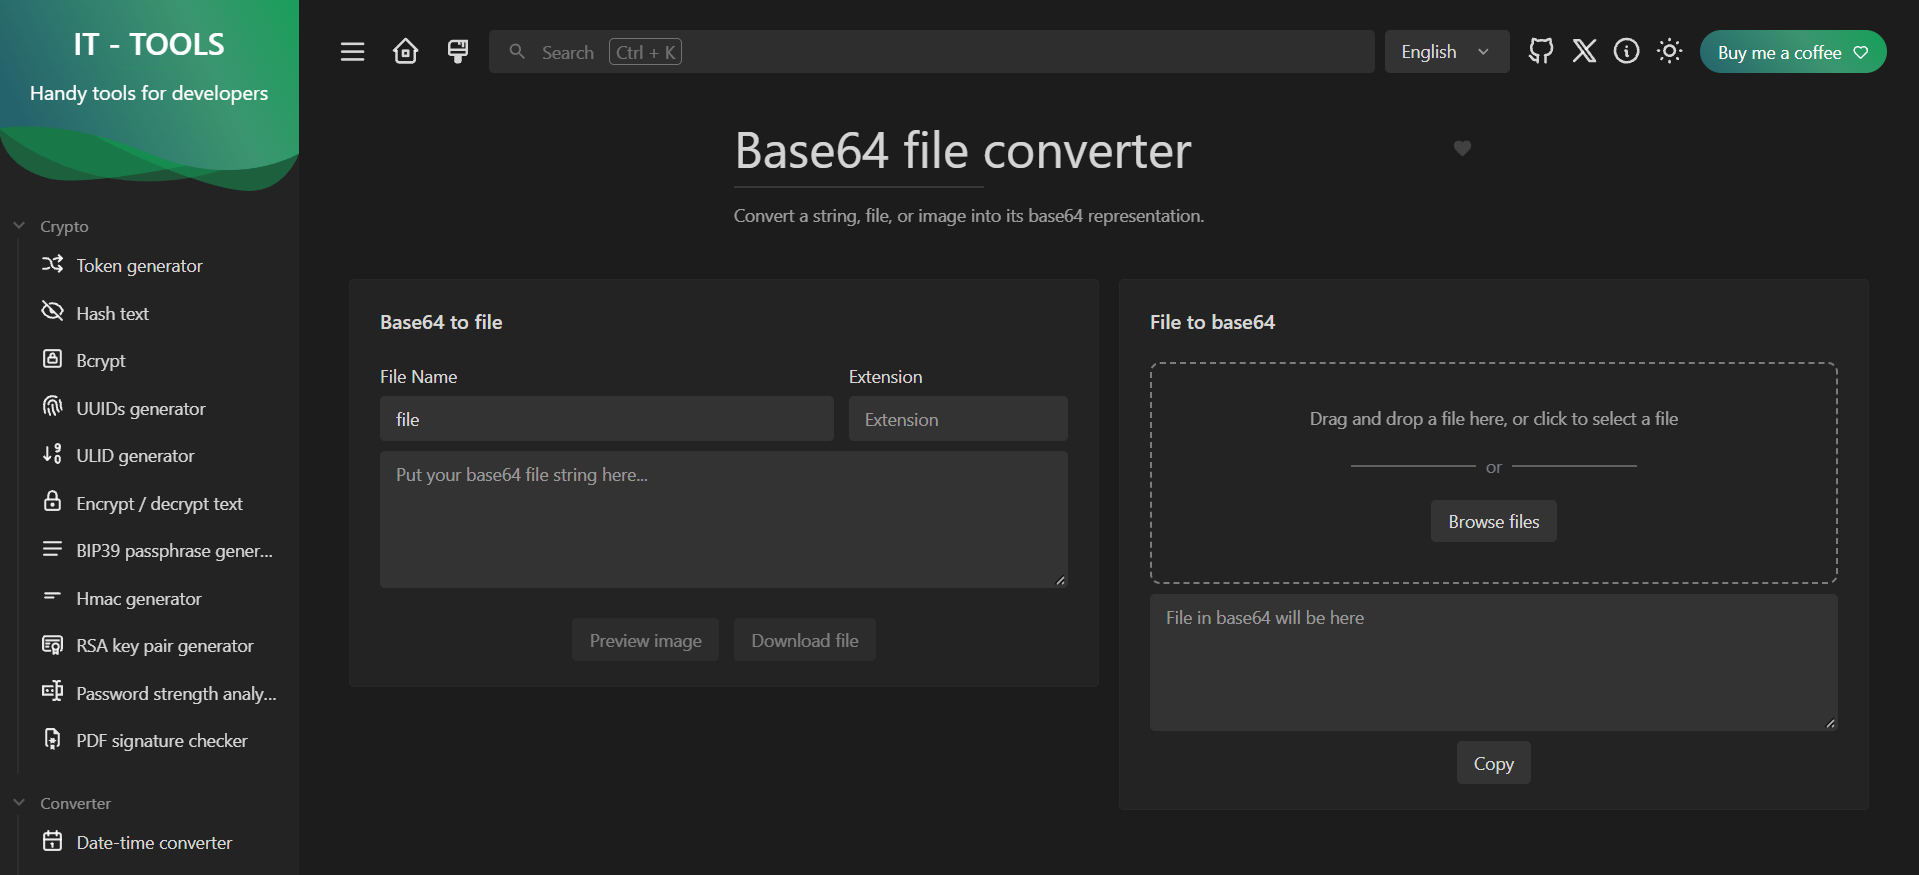 IT - TOOLS
Handy tools for developers
Crypto
Token generator
Hash text
Bcrypt
UUIDs generator
ULID generator
Encrypt / decrypt text
BIP39 passphrase gener...
Hmac generator
RSA key pair generator
Password strength analy...
PDF signature checker
Converter
Date-time converter
Search Ctrl + K
English
Buy me a coffee
Base64 file converter
Convert a string, file, or image into its base64 representation.
Base64 to file
File Name Extension
file Extension
Put your base64 file string here...
Preview image Download file
File to base64
Drag and drop a file here, or click to select a file
or
Browse files
File in base64 will be here
Copy